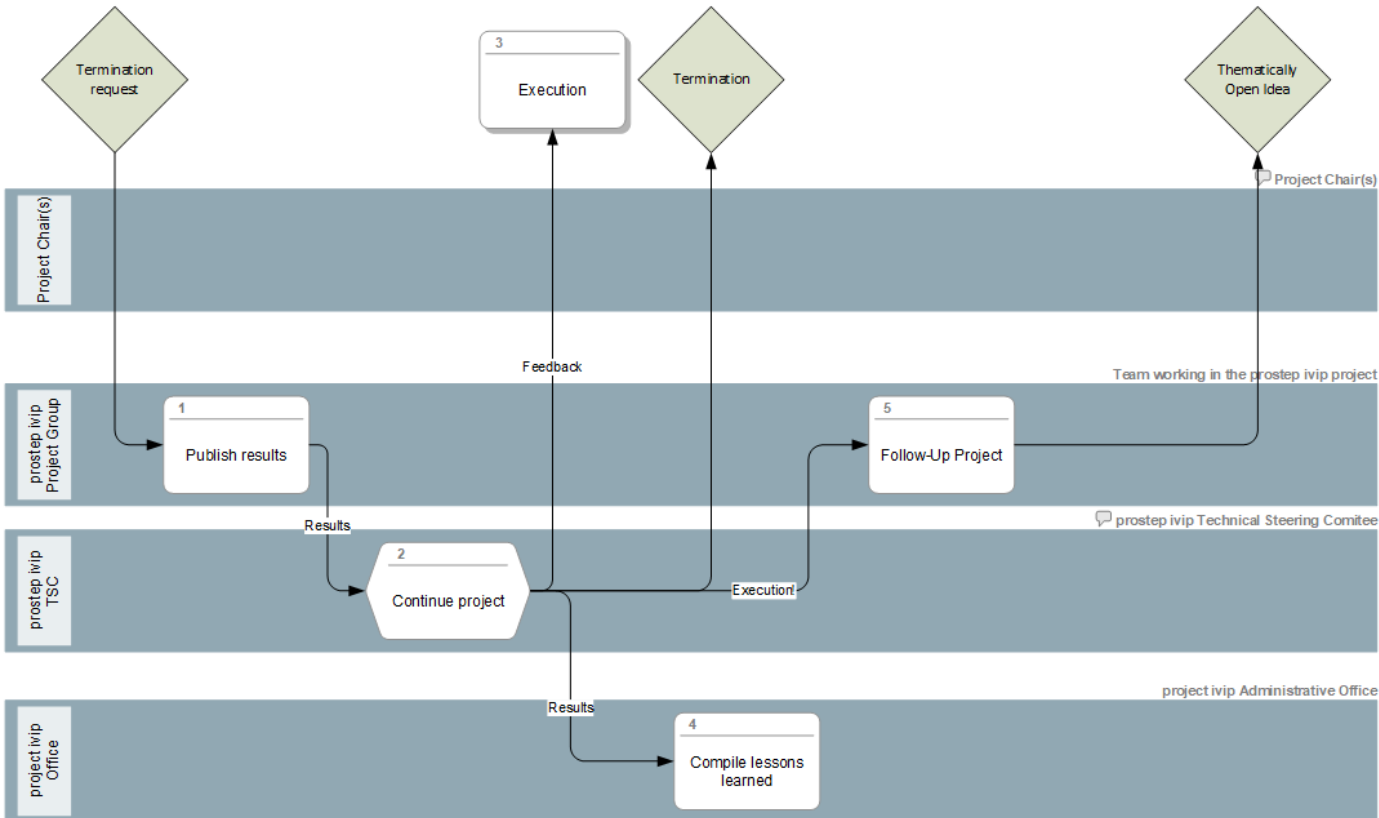 Termination
request
3
Execution
Termination
Thematically
Open Idea
Project Chair(s)
Project Chair(s)
Feedback
Team working in the prostep ivip project
prostep ivip
Project Group
1
Publish results
5
Follow-Up Project
Results
prostep ivip Technical Steering Comitee
prostep ivip
TSC
2
Continue project
Execution!
project ivip Administrative Office
Results
project ivip
Office
4
Compile lessons
learned